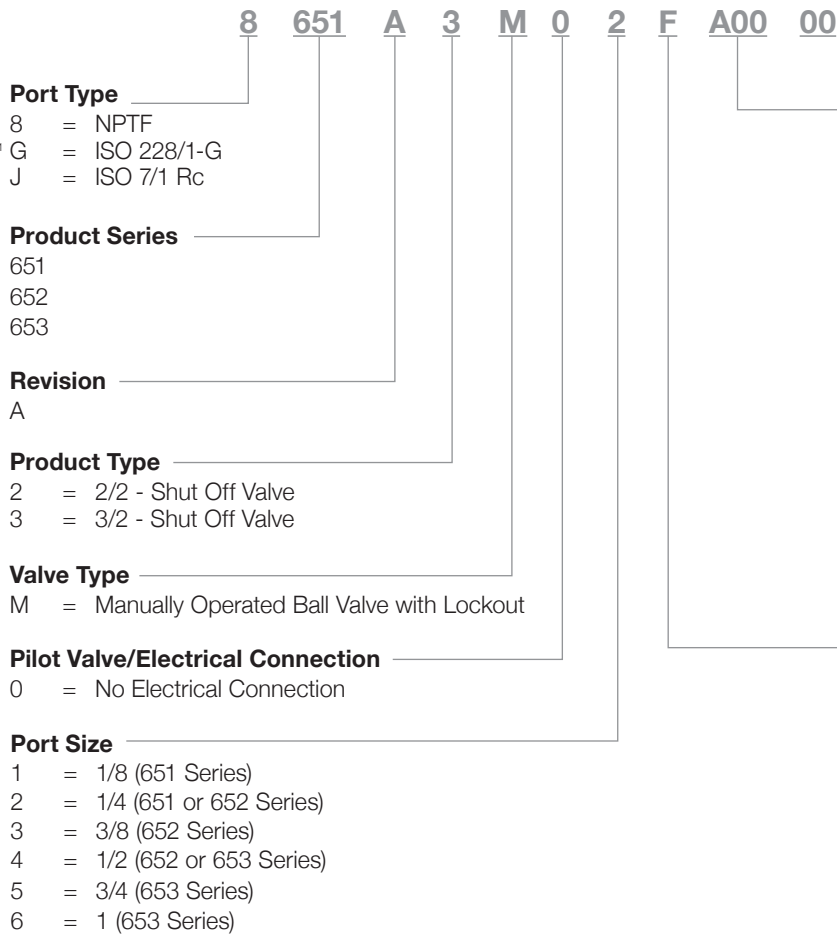 8 651 A 3 M 0 2 F A00 00
Port Type
8 = NPTF
G = ISO 228/1-G
J = ISO 7/1 Rc
Product Series
651
652
653
Revision
A
Product Type
2 = 2/2 - Shut Off Valve
3 = 3/2 - Shut Off Valve
Valve Type
M = Manually Operated Ball Valve with Lockout
Pilot Valve/Electrical Connection
0 = No Electrical Connection
Port Size
1 = 1/8 (651 Series)
2 = 1/4 (651 or 652 Series)
3 = 3/8 (652 Series)
4 = 1/2 (652 or 653 Series)
5 = 3/4 (653 Series)
6 = 1 (653 Series)